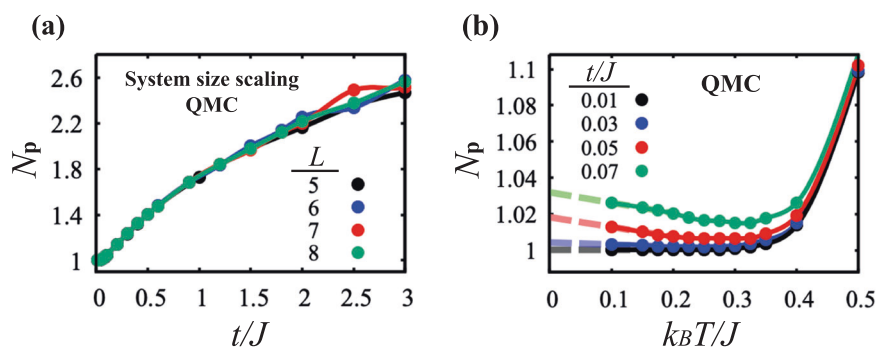 (a)
System size scaling
QMC
N_p
2.6
2.2
1.8
1.4
1
L
5
6
7
8
0 0.5 1 1.5 2 2.5 3
t/J
(b)
t/J
0.01
0.03
0.05
0.07
QMC
N_p
1.1
1.08
1.06
1.04
1.02
1
0 0.1 0.2 0.3 0.4 0.5
k_BT/J